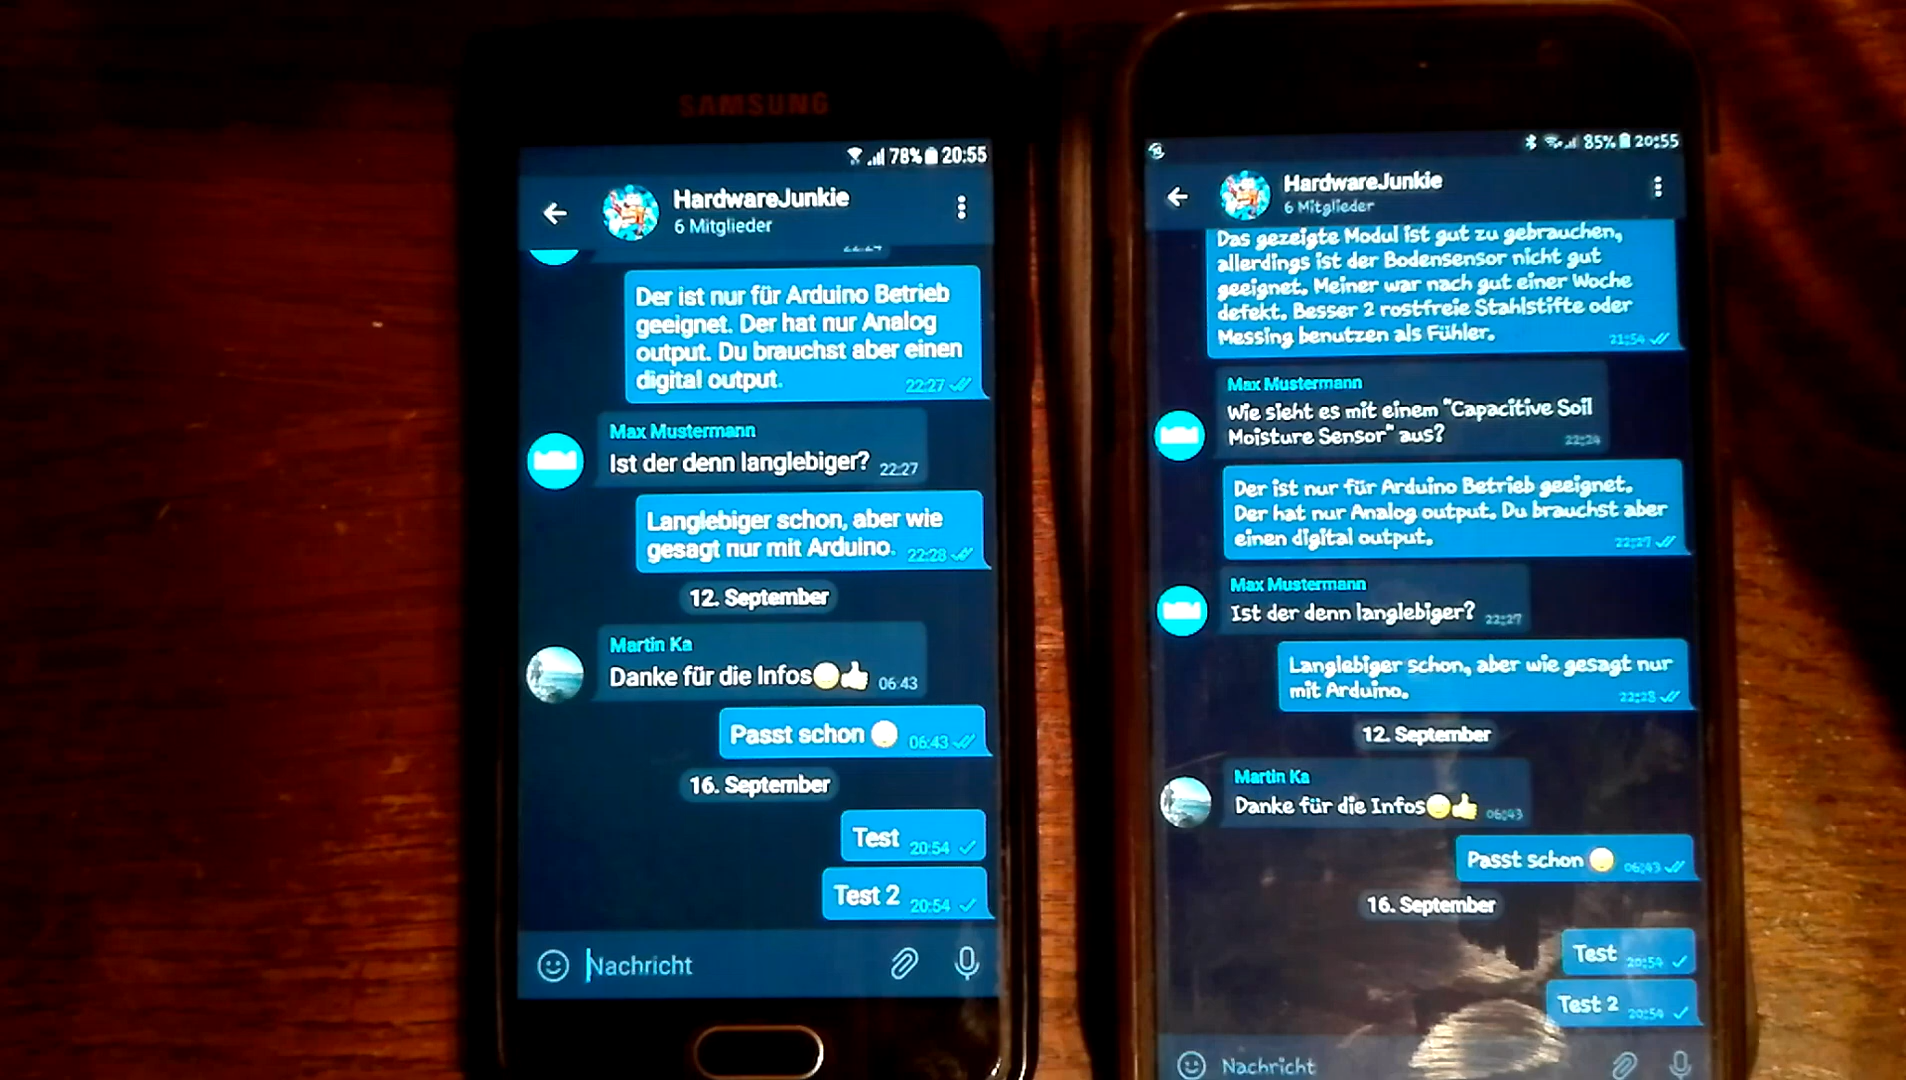 SAMSUNG
78% 20:55
HardwareJunkie
6 Mitglieder
Der ist nur für Arduino Betrieb
geeignet. Der hat nur Analog
output. Du brauchst aber einen
digital output.
22:27
Max Mustermann
Ist der denn langlebiger? 22:27
Langlebiger schon, aber wie
gesagt nur mit Arduino. 22:28
12. September
Martin Ka
Danke für die Infos 06:43
Passt schon 06:43
16. September
Test 20:54
Test 2 20:54
Nachricht
85% 20:55
HardwareJunkie
6 Mitglieder
Das gezeigte Modul ist gut zu gebrauchen,
allerdings ist der Bodensensor nicht gut
geeignet. Meiner war nach gut einer Woche
defekt. Besser 2 rostfreie Stahlstifte oder
Messing benutzen als Fühler. 21:54
Max Mustermann
Wie sieht es mit einem "Capacitive Soil
Moisture Sensor" aus? 22:24
Der ist nur für Arduino Betrieb geeignet.
Der hat nur Analog output. Du brauchst aber
einen digital output. 22:27
Max Mustermann
Ist der denn langlebiger? 22:27
Langlebiger schon, aber wie gesagt nur
mit Arduino. 22:28
12. September
Martin Ka
Danke für die Infos 06:43
Passt schon 06:43
16. September
Test 20:54
Test 2 20:54
Nachricht